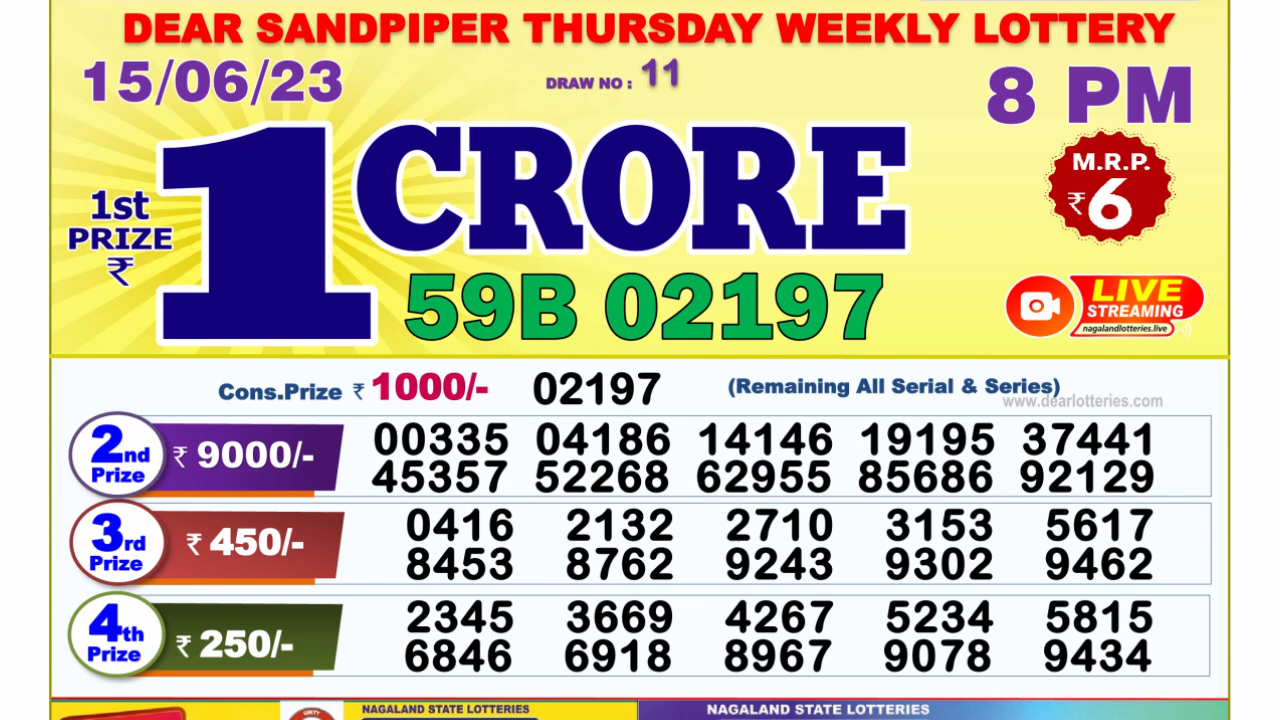 DEAR SANDPIPER THURSDAY WEEKLY LOTTERY
15/06/23
DRAW NO : 11
8 PM
1st
PRIZE
₹
1 CRORE
M.R.P.
₹ 6
59B 02197
LIVE
STREAMING
nagalandlotteries.live
Cons.Prize ₹ 1000/- 02197 (Remaining All Serial & Series)
www.dearlotteries.com
2nd
Prize
₹ 9000/-
00335 04186 14146 19195 37441
45357 52268 62955 85686 92129
3rd
Prize
₹ 450/-
0416 2132 2710 3153 5617
8453 8762 9243 9302 9462
4th
Prize
₹ 250/-
2345 3669 4267 5234 5815
6846 6918 8967 9078 9434
NAGALAND STATE LOTTERIES
NAGALAND STATE LOTTERIES